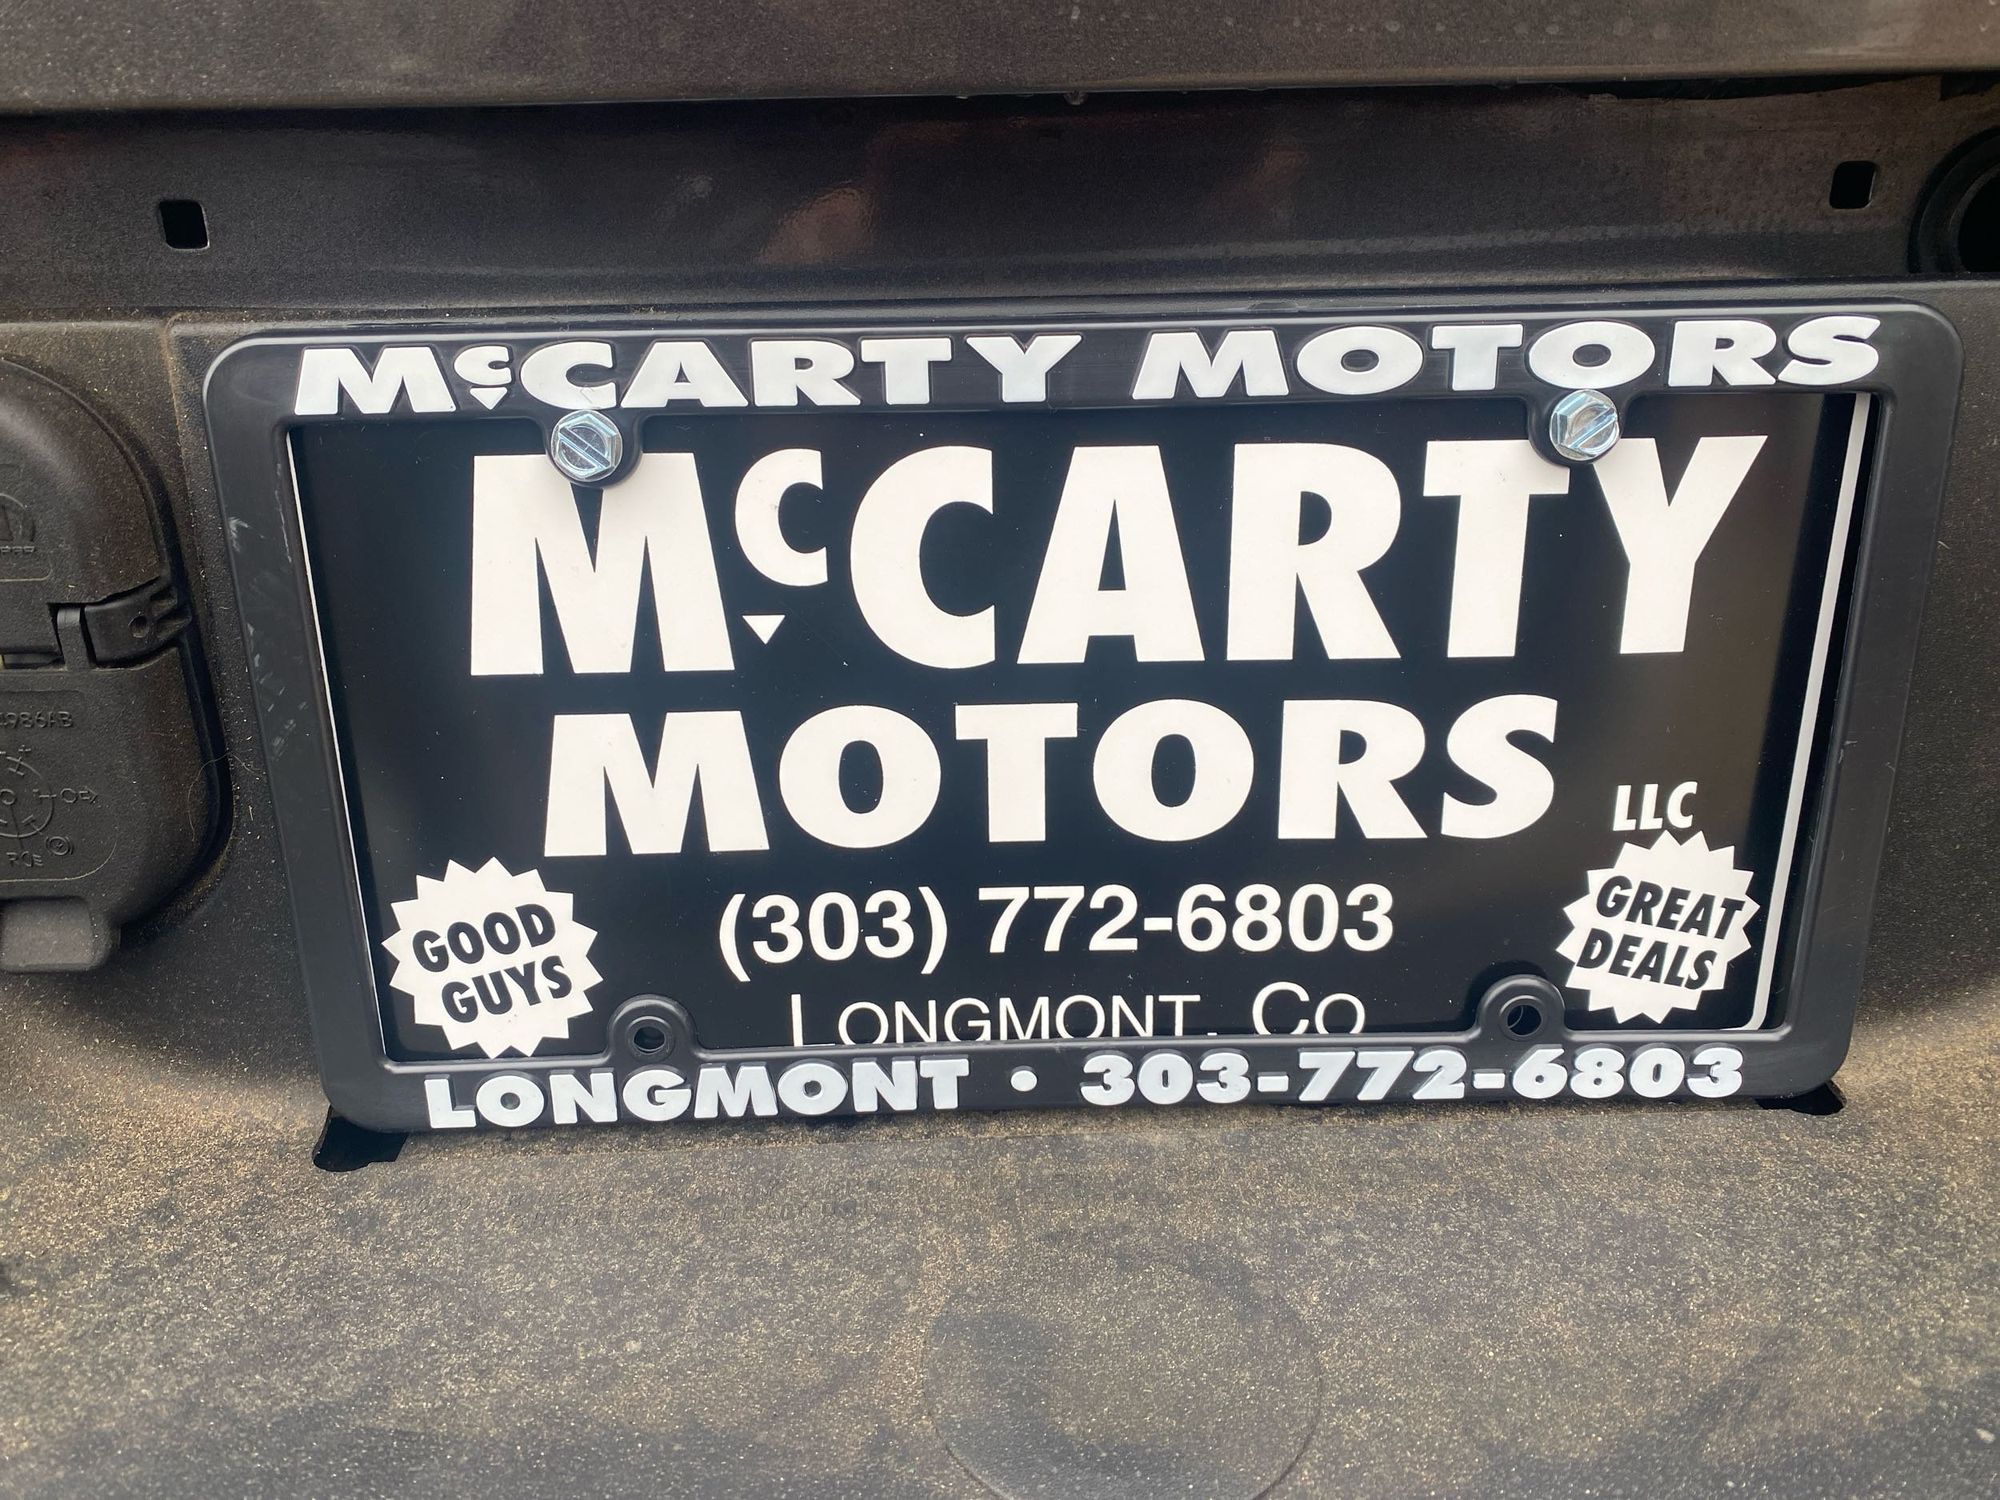 McCARTY MOTORS
McCARTY
MOTORS
LLC
(303) 772-6803
GOOD
GUYS
GREAT
DEALS
LONGMONT, CO
LONGMONT • 303-772-6803